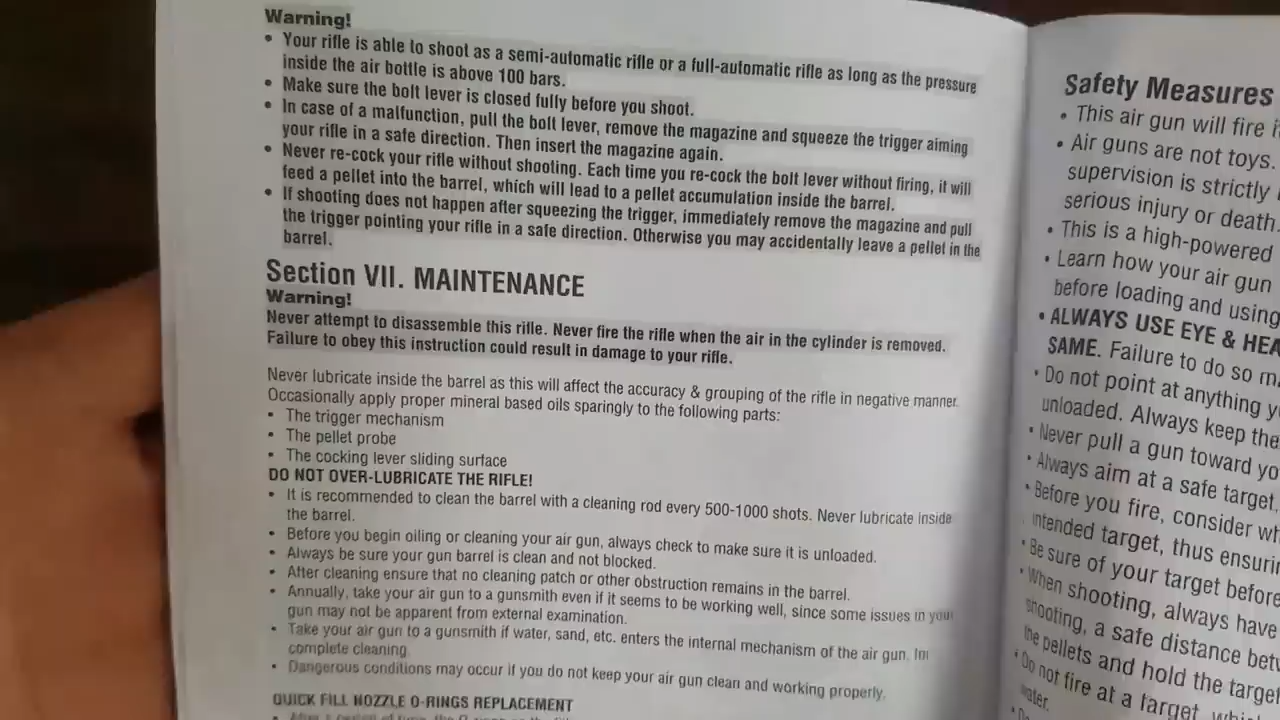 Warning!
• Your rifle is able to shoot as a semi-automatic rifle or a full-automatic rifle as long as the pressure
inside the air bottle is above 100 bars.
• Make sure the bolt lever is closed fully before you shoot.
• In case of a malfunction, pull the bolt lever, remove the magazine and squeeze the trigger aiming
your rifle in a safe direction. Then insert the magazine again.
• Never re-cock your rifle without shooting. Each time you re-cock the bolt lever without firing, it will
feed a pellet into the barrel, which will lead to a pellet accumulation inside the barrel.
• If shooting does not happen after squeezing the trigger, immediately remove the magazine and pull
the trigger pointing your rifle in a safe direction. Otherwise you may accidentally leave a pellet in the
barrel.
Section VII. MAINTENANCE
Warning!
Never attempt to disassemble this rifle. Never fire the rifle when the air in the cylinder is removed.
Failure to obey this instruction could result in damage to your rifle.
Never lubricate inside the barrel as this will affect the accuracy & grouping of the rifle in negative manner.
Occasionally apply proper mineral based oils sparingly to the following parts:
• The trigger mechanism
• The pellet probe
• The cocking lever sliding surface
DO NOT OVER-LUBRICATE THE RIFLE!
• It is recommended to clean the barrel with a cleaning rod every 500-1000 shots. Never lubricate inside
the barrel.
• Before you begin oiling or cleaning your air gun, always check to make sure it is unloaded.
• Always be sure your gun barrel is clean and not blocked.
• After cleaning ensure that no cleaning patch or other obstruction remains in the barrel.
• Annually, take your air gun to a gunsmith even if it seems to be working well, since some issues in your
gun may not be apparent from external examination.
• Take your air gun to a gunsmith if water, sand, etc. enters the internal mechanism of the air gun, for
complete cleaning.
• Dangerous conditions may occur if you do not keep your air gun clean and working properly.
QUICK FILL NOZZLE O-RINGS REPLACEMENT
Safety Measures
• This air gun will fire
• Air guns are not toys.
supervision is strictly
serious injury or death.
• This is a high-powered
• Learn how your air gun
before loading and using
• ALWAYS USE EYE &
SAME. Failure to do so
• Do not point at anything
unloaded. Always keep the
• Never pull a gun toward
• Always aim at a safe target,
• Before you fire, consider
intended target, thus
• Be sure of your target before
• When shooting, always have
shooting, a safe distance
the pellets and hold the target
• Do not fire at a target,
water.